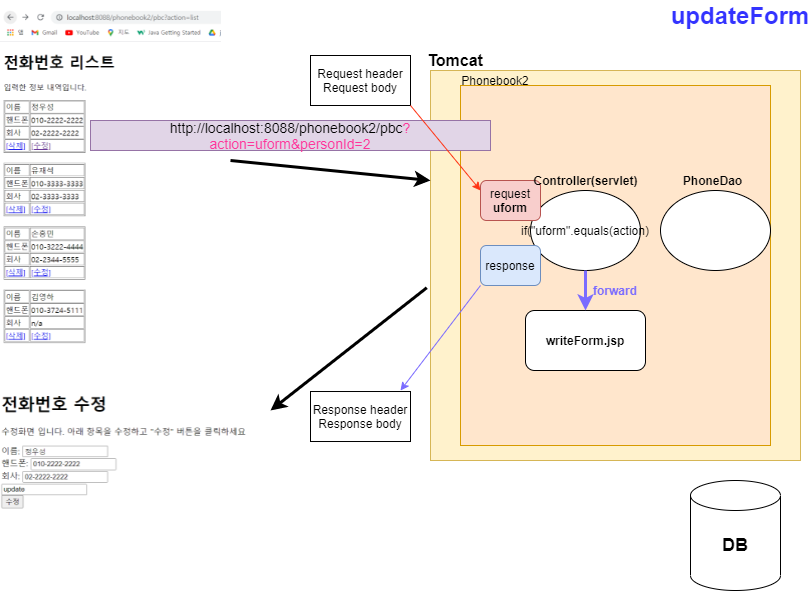 updateForm
localhost:8088/phonebook2/pbc?action=list
앱 Gmail YouTube 지도 Java Getting Started
전화번호 리스트
입력한 정보 내역입니다.
이름 정우성
핸드폰 010-2222-2222
회사 02-2222-2222
[삭제] [수정]
이름 유재석
핸드폰 010-3333-3333
회사 02-3333-3333
[삭제] [수정]
이름 손흥민
핸드폰 010-3222-4444
회사 02-2344-5555
[삭제] [수정]
이름 김영하
핸드폰 010-3724-5111
회사 n/a
[삭제] [수정]
http://localhost:8088/phonebook2/pbc?
action=uform&personId=2
Request header
Request body
Tomcat
Phonebook2
Controller(servlet)
PhoneDao
request
uform
if("uform".equals(action)
response
forward
writeForm.jsp
Response header
Response body
전화번호 수정
수정화면 입니다. 아래 항목을 수정하고 "수정" 버튼을 클릭하세요
이름: 정우성
핸드폰: 010-2222-2222
회사: 02-2222-2222
update
수정
DB